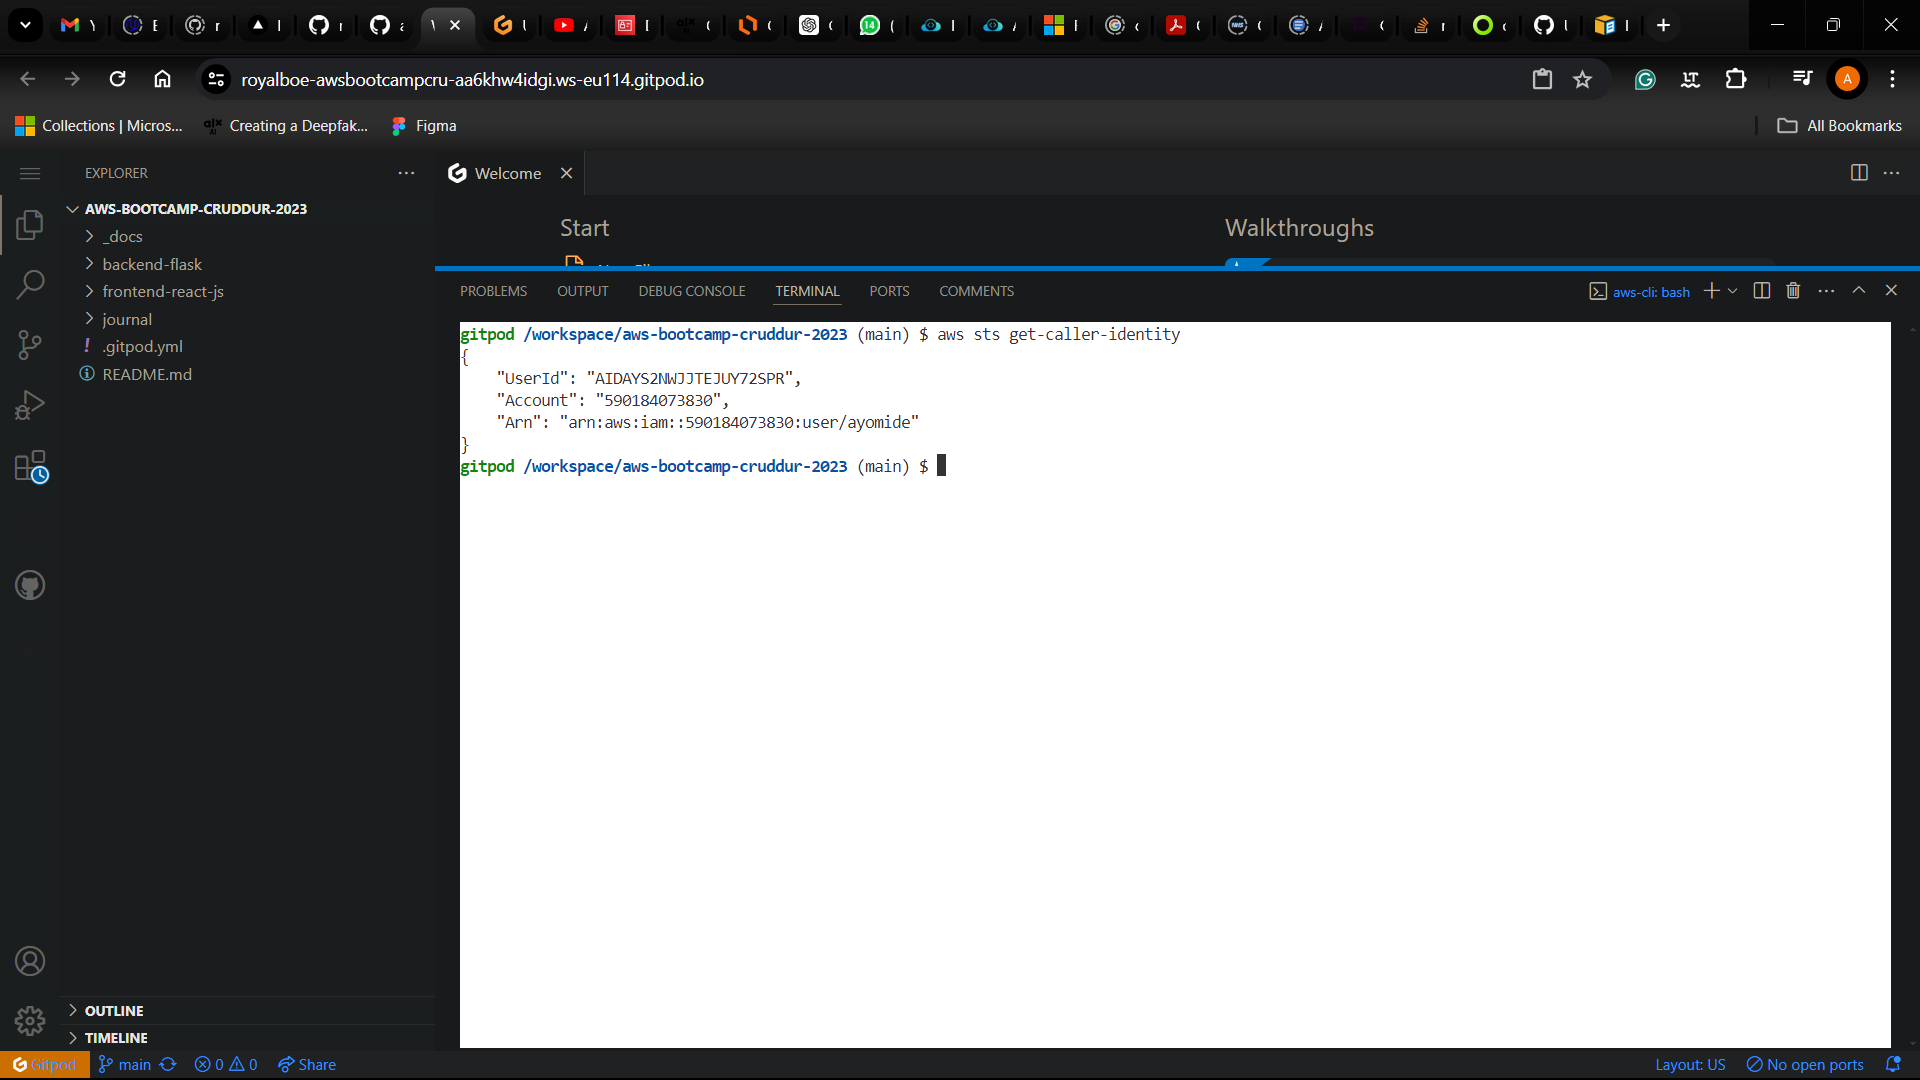 royalboe-awsbootcampcru-aa6khw4idgi.ws-eu114.gitpod.io
A
Collections | Micros...
Creating a Deepfak...
Figma
All Bookmarks
EXPLORER
Welcome
AWS-BOOTCAMP-CRUDDUR-2023
_docs
backend-flask
frontend-react-js
journal
.gitpod.yml
README.md
Start
Walkthroughs
PROBLEMS
OUTPUT
DEBUG CONSOLE
TERMINAL
PORTS
COMMENTS
aws-cli: bash
gitpod /workspace/aws-bootcamp-cruddur-2023 (main) $ aws sts get-caller-identity
{
"UserId": "AIDAYS2NWJJTEJUY72SPR",
"Account": "590184073830",
"Arn": "arn:aws:iam::590184073830:user/ayomide"
}
gitpod /workspace/aws-bootcamp-cruddur-2023 (main) $
OUTLINE
TIMELINE
Gitpod
main
0
0
Share
Layout: US
No open ports